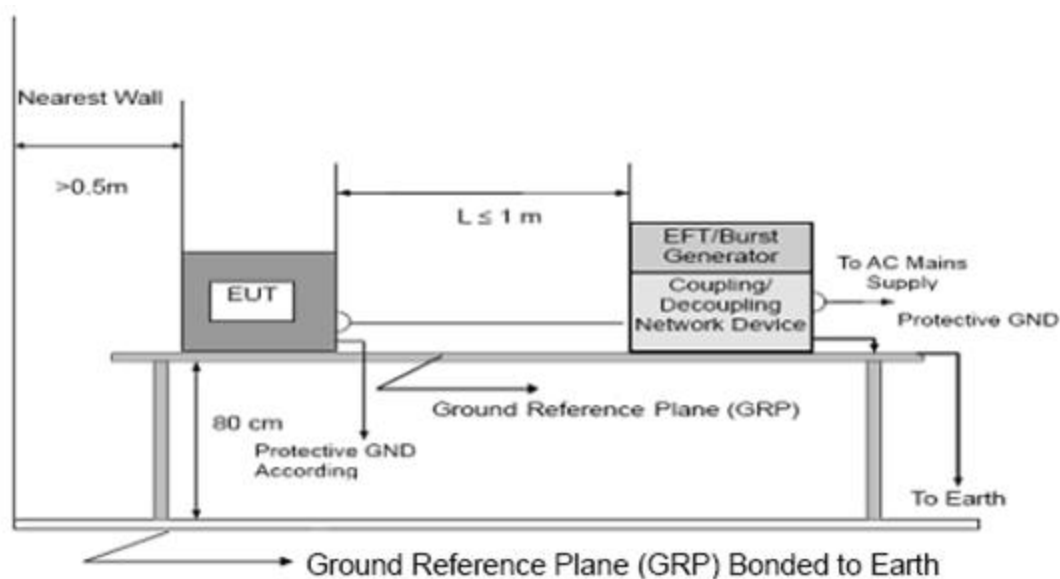 Nearest Wall
>0.5m
L ≤ 1 m
EUT
EFT/Burst
Generator
Coupling/
Decoupling
Network Device
To AC Mains
Supply
Protective GND
Ground Reference Plane (GRP)
80 cm
Protective GND
According
To Earth
Ground Reference Plane (GRP) Bonded to Earth